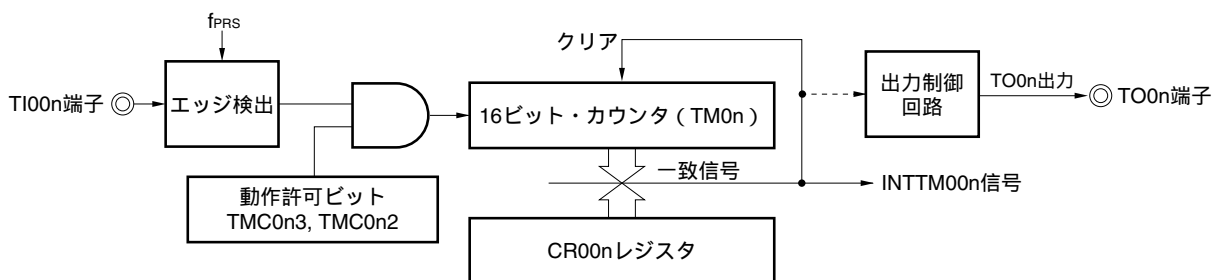 fPRS
クリア
TI00n端子
エッジ検出
16ビット・カウンタ（TM0n）
出力制御
回路
TO0n出力
TO0n端子
動作許可ビット
TMC0n3, TMC0n2
一致信号
INTTM00n信号
CR00nレジスタ